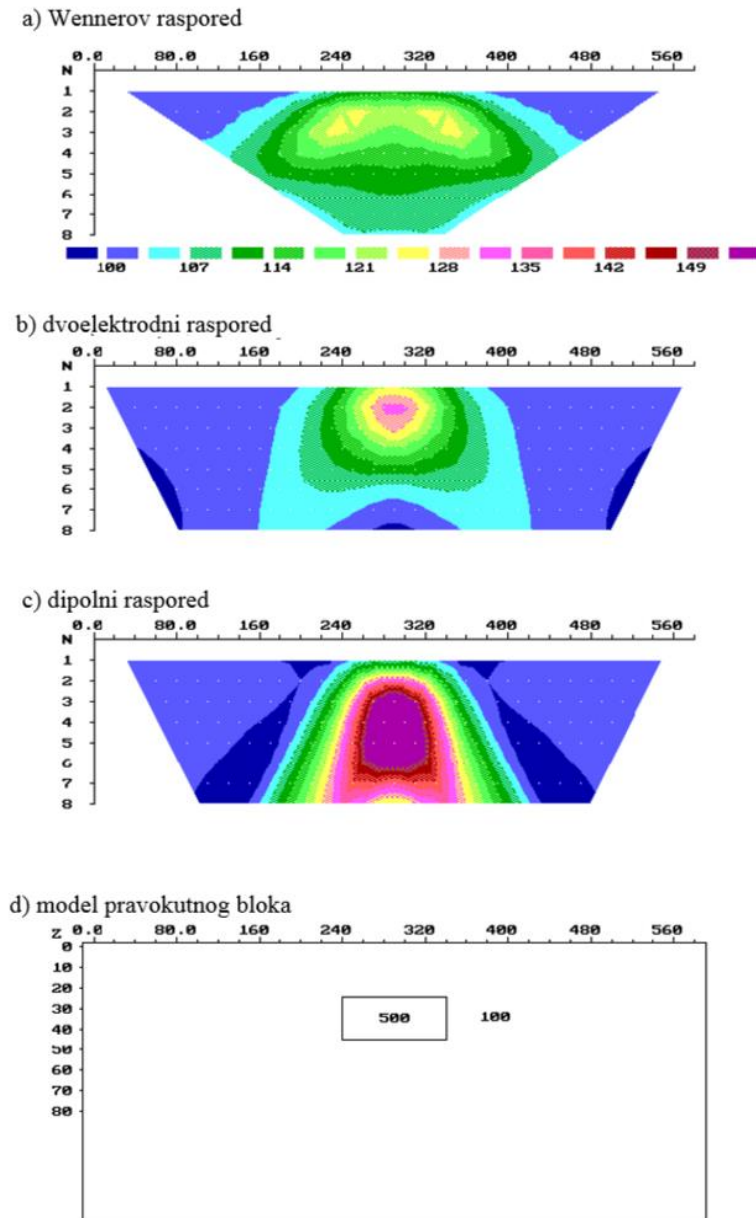 a) Wennerov raspored
0.0 80.0 160 240 320 400 480 560
N
1
2
3
4
5
6
7
8
100 107 114 121 128 135 142 149
b) dvoelektrodni raspored
0.0 80.0 160 240 320 400 480 560
N
1
2
3
4
5
6
7
8
c) dipolni raspored
0.0 80.0 160 240 320 400 480 560
N
1
2
3
4
5
6
7
8
d) model pravokutnog bloka
Z 0.0 80.0 160 240 320 400 480 560
0
10
20
30
500 100
40
50
60
70
80